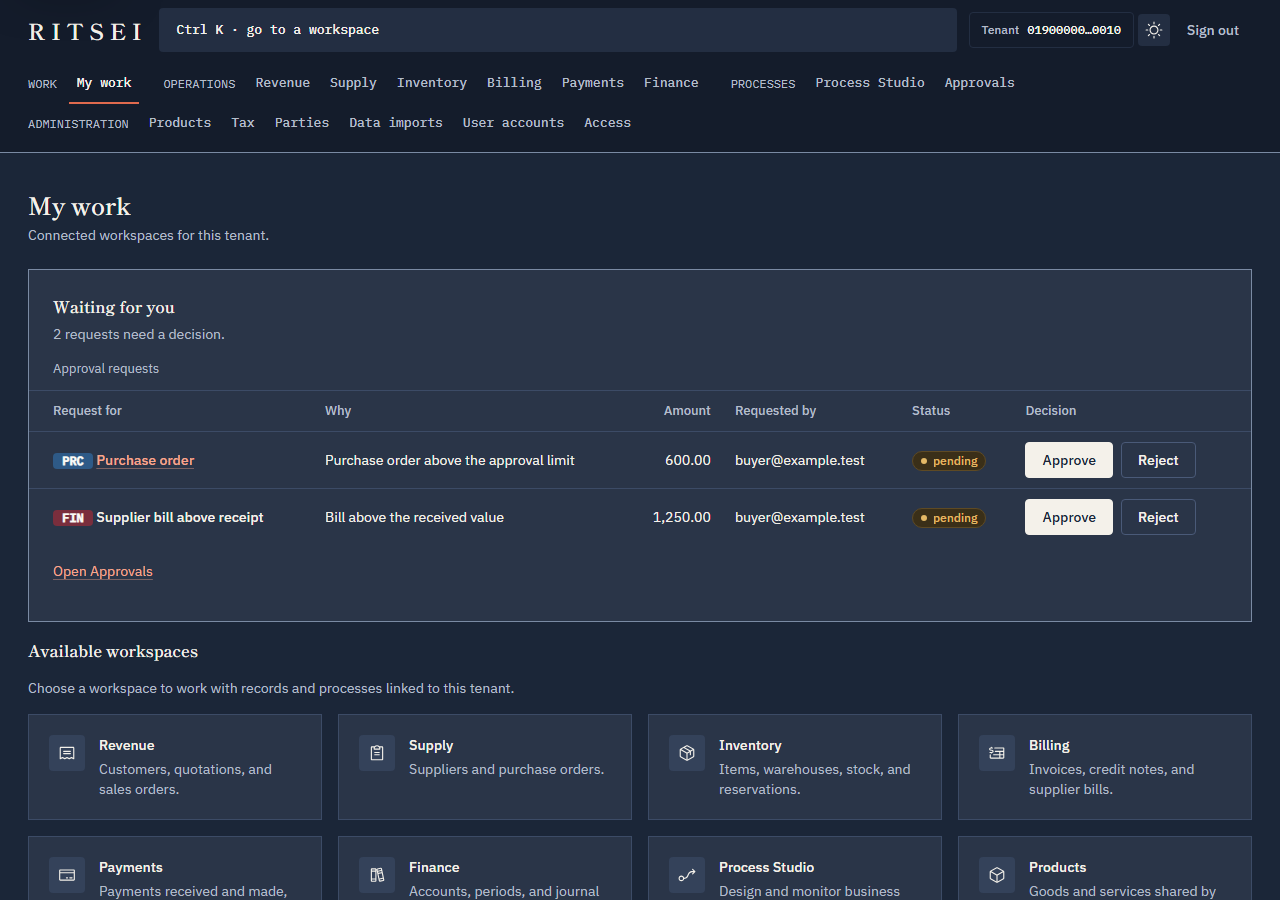 RITSEI
Ctrl K · go to a workspace
Tenant 01900000…0010
Sign out
WORK My work OPERATIONS Revenue Supply Inventory Billing Payments Finance PROCESSES Process Studio Approvals
ADMINISTRATION Products Tax Parties Data imports User accounts Access
My work
Connected workspaces for this tenant.
Waiting for you
2 requests need a decision.
Approval requests
Request for Why Amount Requested by Status Decision
PRC Purchase order Purchase order above the approval limit 600.00 buyer@example.test pending Approve Reject
FIN Supplier bill above receipt Bill above the received value 1,250.00 buyer@example.test pending Approve Reject
Open Approvals
Available workspaces
Choose a workspace to work with records and processes linked to this tenant.
Revenue
Customers, quotations, and
sales orders.
Supply
Suppliers and purchase orders.
Inventory
Items, warehouses, stock, and
reservations.
Billing
Invoices, credit notes, and
supplier bills.
Payments
Payments received and made,
Finance
Accounts, periods, and journal
Process Studio
Design and monitor business
Products
Goods and services shared by